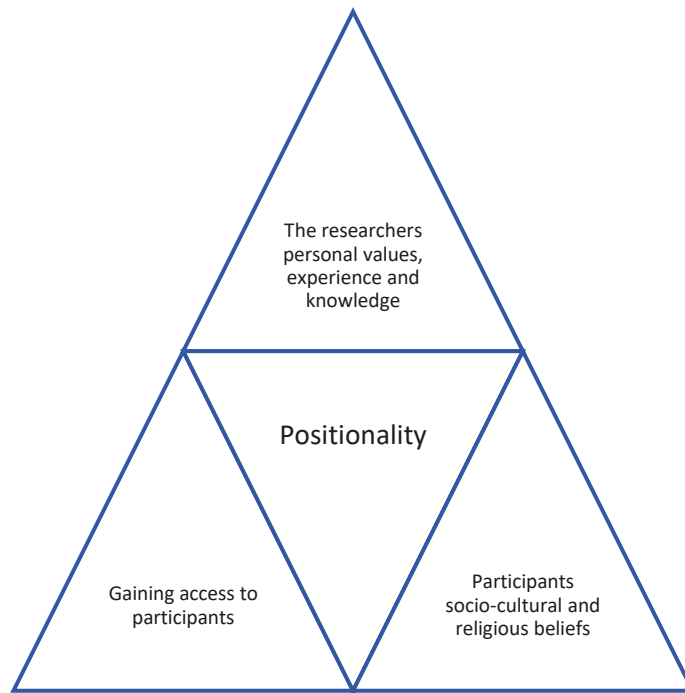 The researchers
personal values,
experience and
knowledge
Positionality
Gaining access to
participants
Participants
socio-cultural and
religious beliefs